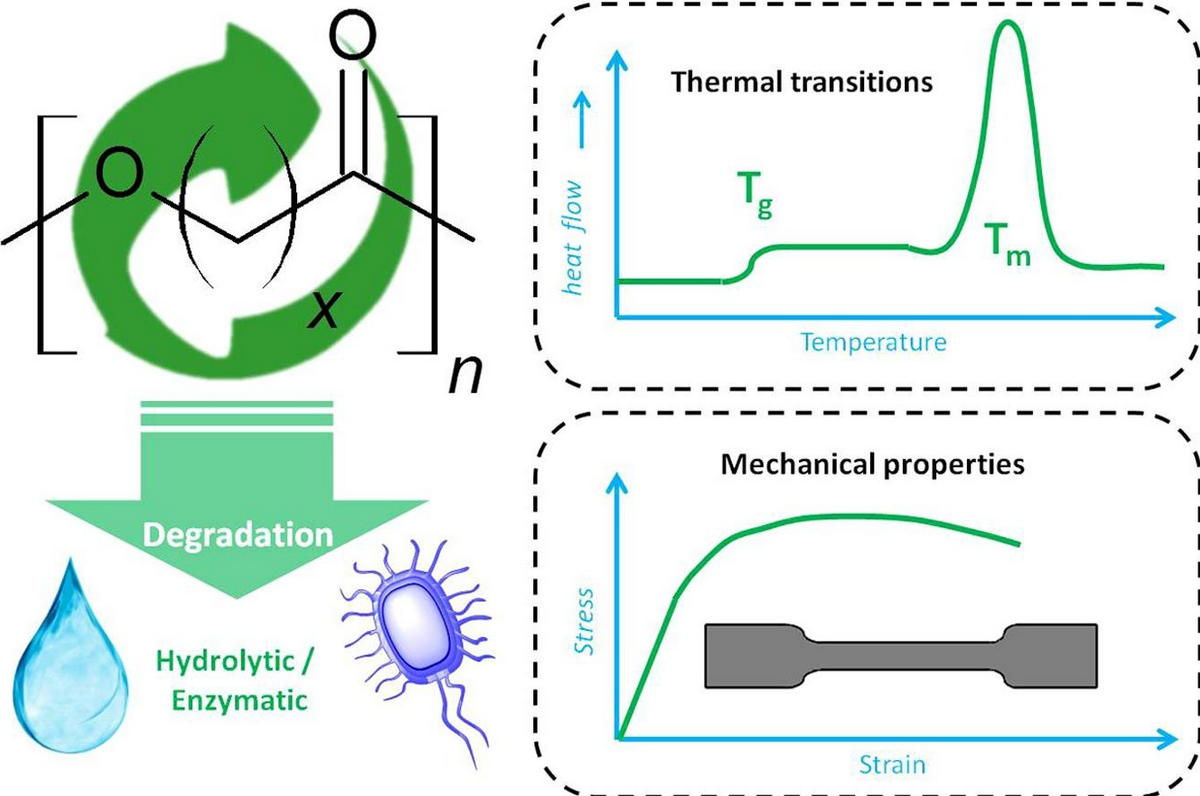 O
O
x
n
Degradation
Hydrolytic /
Enzymatic
Thermal transitions
heat flow
Tg
Tm
Temperature
Mechanical properties
Stress
Strain